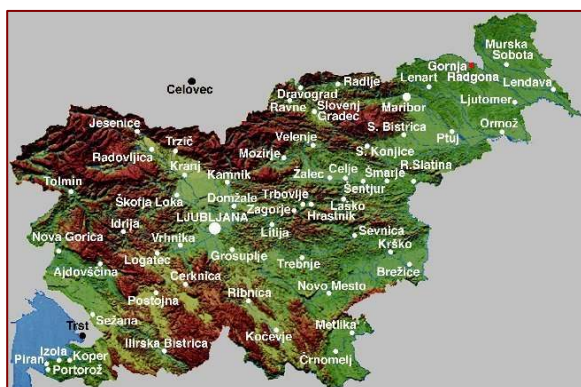 Murska
Sobota
Gornja
Radgona
Radlje
Lenart
Celovec
Dravograd
Lendava
Ravne
Slovenj
Gradec
Maribor
Ljutomer
Jesenice
S. Bistrica
Ormož
Tržič
Velenje
Ptuj
Radovljica
Mozirje
S. Konjice
Kranj
Kamnik
Celje
R.Slatina
Tolmin
Žalec
Šmarje
Šentjur
Škofja Loka
Domžale
Trbovlje
Laško
LJUBLJANA
Zagorje
Hrastnik
Idrija
Litija
Sevnica
Nova Gorica
Vrhnika
Krško
Logatec
Grosuplje
Trebnje
Ajdovščina
Brežice
Cerknica
Postojna
Ribnica
Novo Mesto
Sežana
Trst
Kočevje
Metlika
Ilirska Bistrica
Izola
Koper
Črnomelj
Piran
Portorož